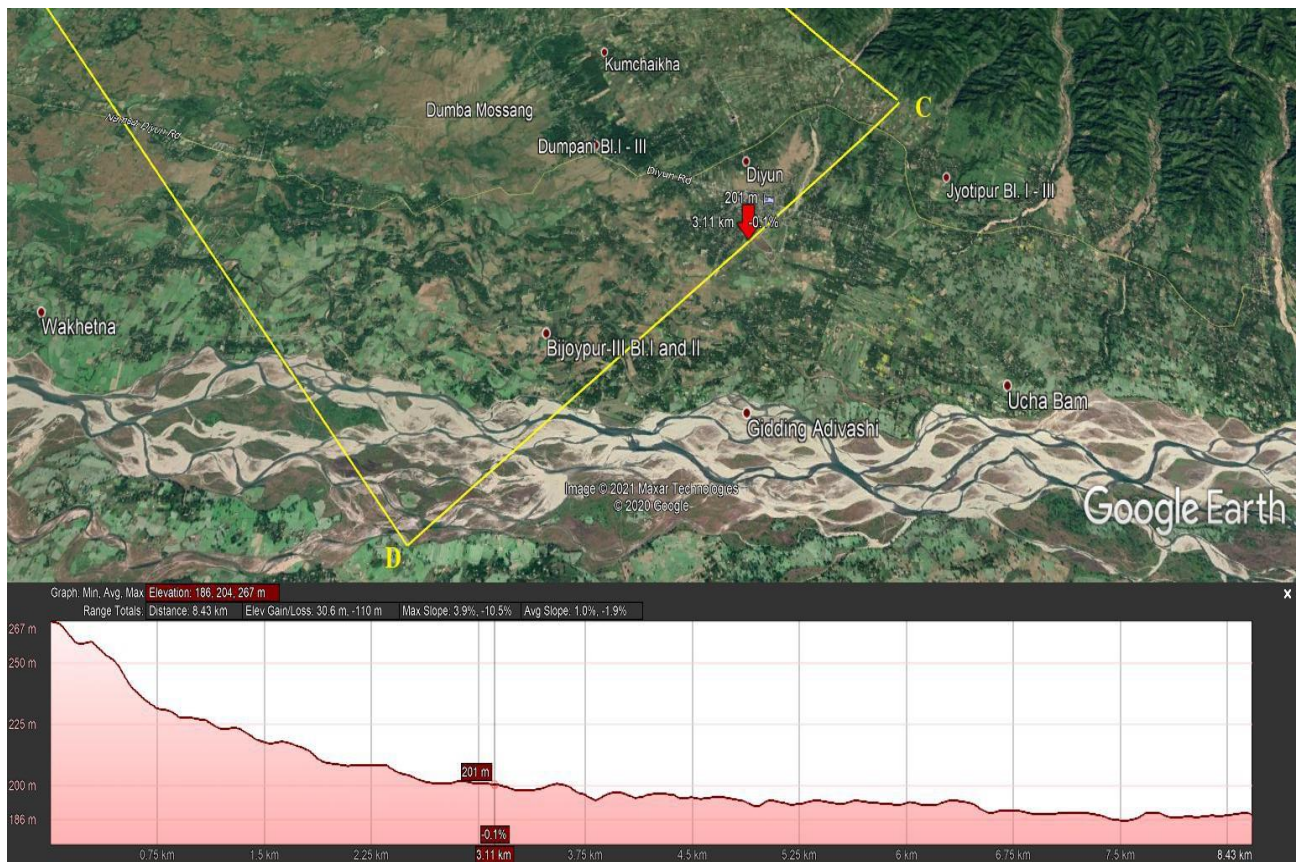 Kumchaikha
C
Dumba Mossang
Namsai Diyun Rd
Dumpani Bl.I - III
Diyun Rd
Diyun
Jyotipur Bl. I - III
201 m
3.11 km -0.1%
Wakhetna
Bijoypur-III Bl.I and II
Ucha Bam
Gidding Adivashi
Image © 2021 Maxar Technologies
© 2020 Google
Google Earth
D
Graph: Min, Avg, Max Elevation: 186, 204, 267 m
x
Range Totals: Distance: 8.43 km Elev Gain/Loss: 30.6 m, -110 m Max Slope: 3.9%, -10.5% Avg Slope: 1.0%, -1.9%
267 m
250 m
225 m
201 m
200 m
186 m
-0.1%
0.75 km 1.5 km 2.25 km 3.11 km 3.75 km 4.5 km 5.25 km 6 km 6.75 km 7.5 km 8.43 km